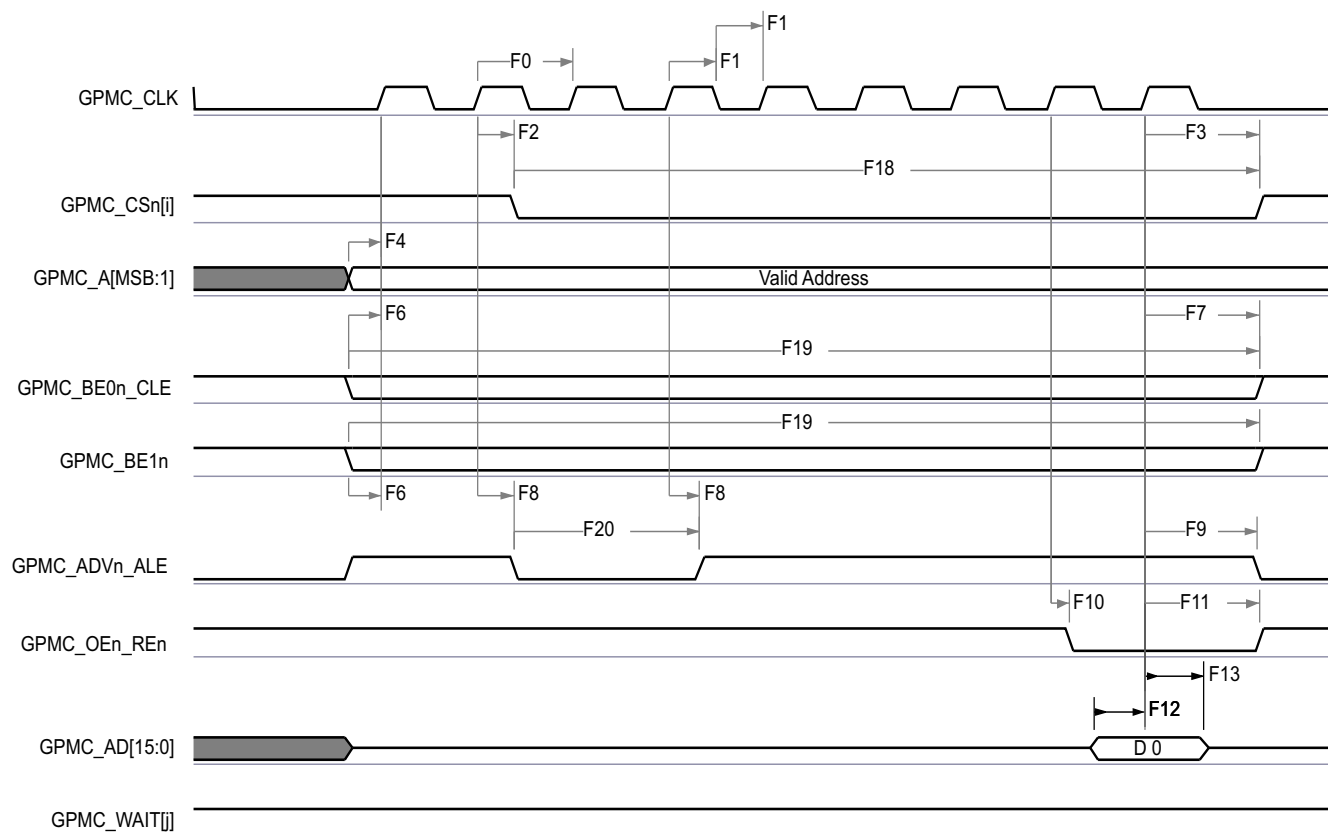 F1
F0
F1
GPMC_CLK
F2
F3
F18
GPMC_CSn[i]
F4
GPMC_A[MSB:1]
Valid Address
F6
F7
F19
GPMC_BE0n_CLE
F19
GPMC_BE1n
F6
F8
F8
F20
F9
GPMC_ADVn_ALE
F10
F11
GPMC_OEn_REn
F13
F12
GPMC_AD[15:0]
D 0
GPMC_WAIT[j]